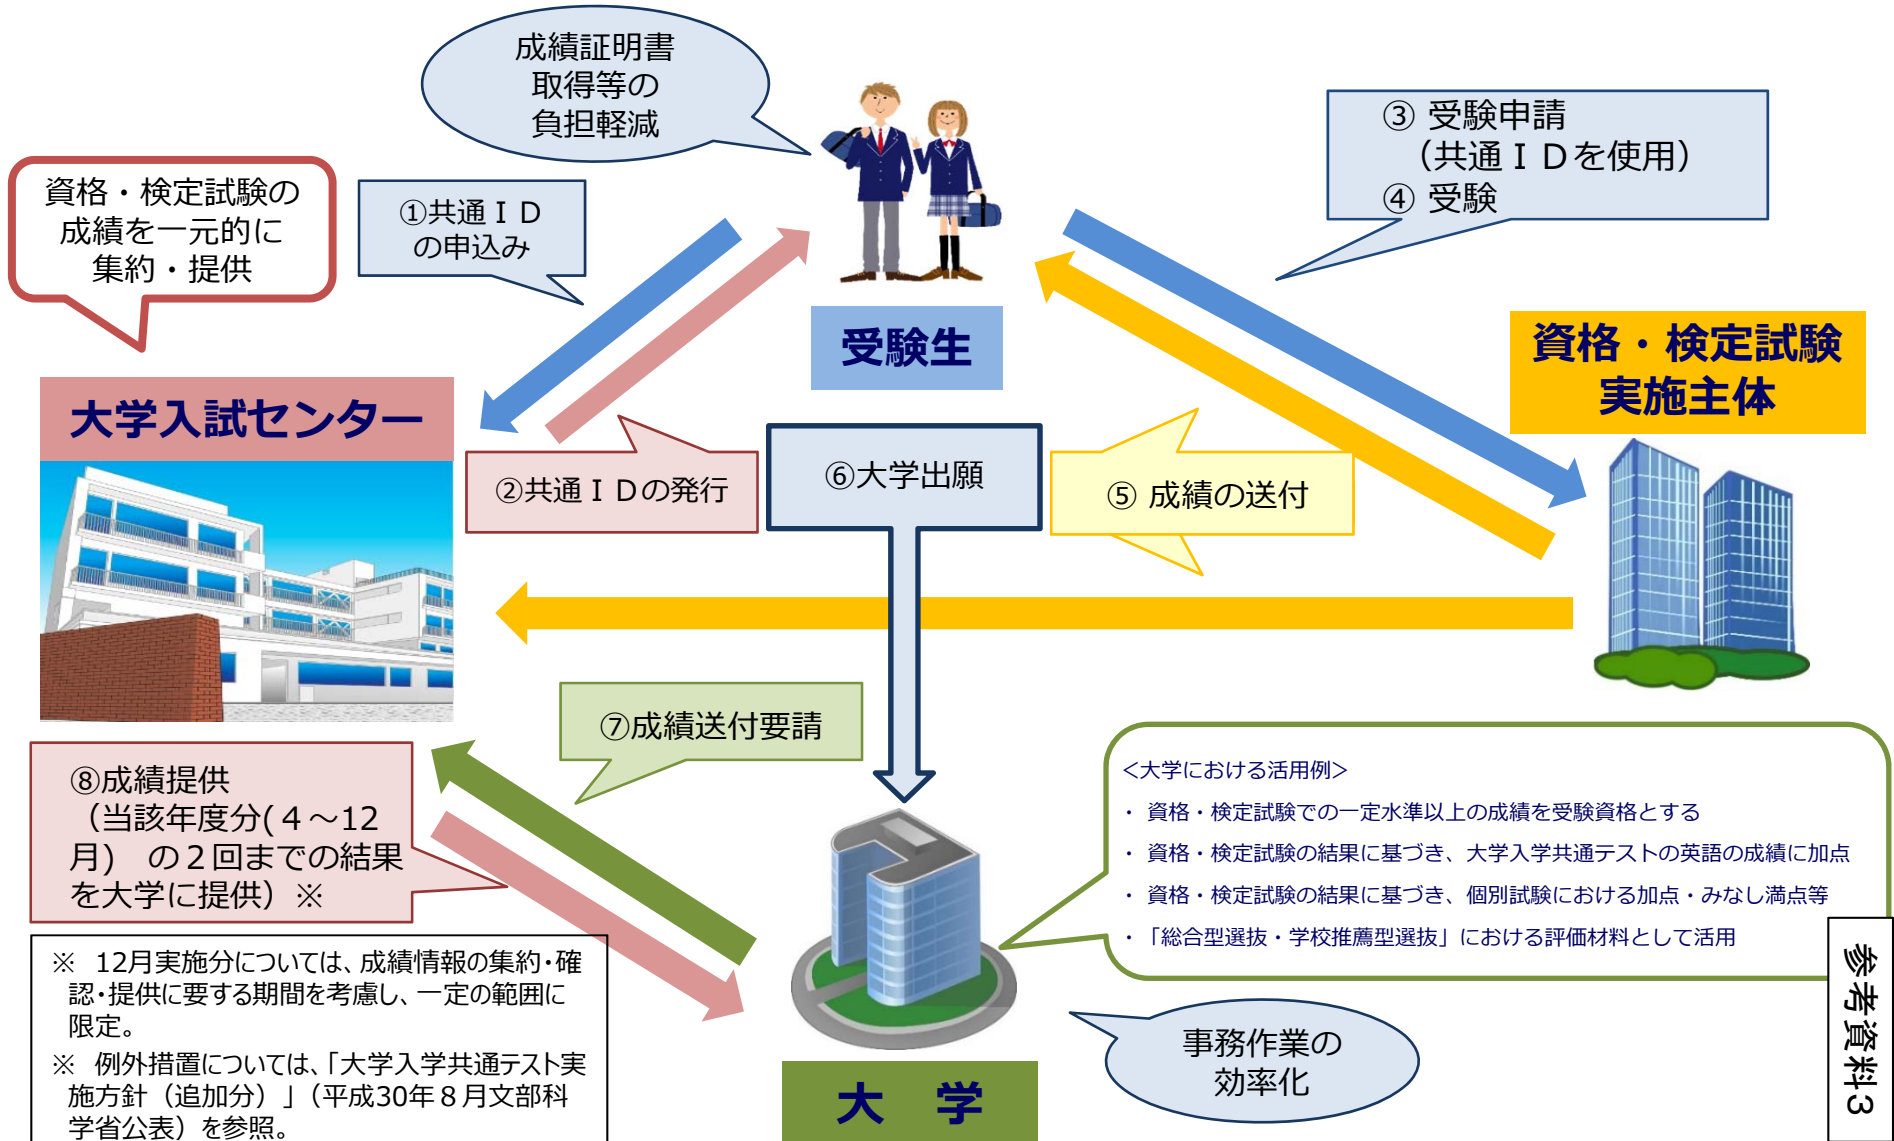 成績証明書
取得等の
負担軽減
③ 受験申請
（共通ＩＤを使用）
④ 受験
資格・検定試験の
成績を一元的に
集約・提供
①共通ＩＤ
の申込み
受験生
資格・検定試験
実施主体
大学入試センター
②共通ＩＤの発行
⑥大学出願
⑤ 成績の送付
⑦成績送付要請
⑧成績提供
（当該年度分(４～12
月)　の２回までの結果
を大学に提供）※
＜大学における活用例＞
・ 資格・検定試験での一定水準以上の成績を受験資格とする
・ 資格・検定試験の結果に基づき、大学入学共通テストの英語の成績に加点
・ 資格・検定試験の結果に基づき、個別試験における加点・みなし満点等
・「総合型選抜・学校推薦型選抜」における評価材料として活用
※　12月実施分については、成績情報の集約・確
認・提供に要する期間を考慮し、一定の範囲に
限定。
※　例外措置については、「大学入学共通テスト実
施方針（追加分）」（平成30年８月文部科
学省公表）を参照。
事務作業の
効率化
大　学
参考資料3